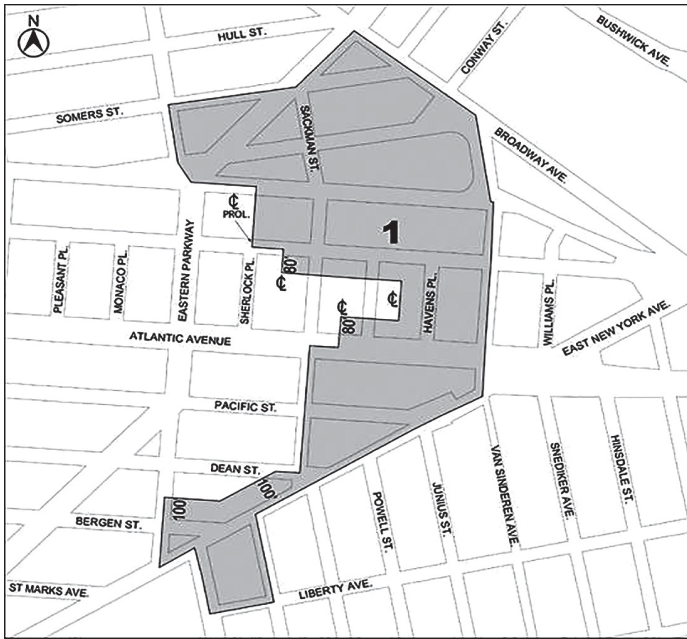 N
HULL ST.
BUSHWICK AVE.
CONWAY ST.
SOMERS ST.
SACKMAN ST.
BROADWAY AVE.
℄
PROL.
1
PLEASANT PL.
MONACO PL.
EASTERN PARKWAY
SHERLOCK PL.
80'
℄
℄
80'
℄
HAVENS PL.
WILLIAMS PL.
EAST NEW YORK AVE.
ATLANTIC AVENUE
PACIFIC ST.
DEAN ST.
100'
100'
BERGEN ST.
POWELL ST.
JUNIUS ST.
VAN SINDEREN AVE.
SNEDIKER AVE.
HINSDALE ST.
ST MARKS AVE.
LIBERTY AVE.